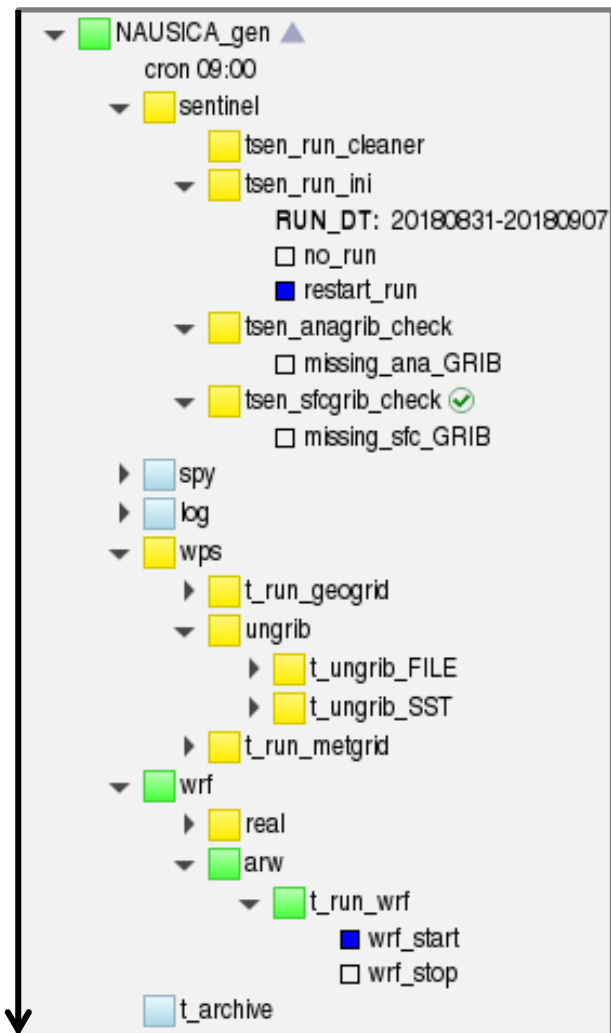 NAUSICA_gen
cron 09:00
sentinel
tsen_run_cleaner
tsen_run_ini
RUN_DT: 20180831-20180907
no_run
restart_run
tsen_anagrib_check
missing_ana_GRIB
tsen_sfcgrib_check
missing_sfc_GRIB
spy
log
wps
t_run_geogrid
ungrib
t_ungrib_FILE
t_ungrib_SST
t_run_metgrid
wrf
real
arw
t_run_wrf
wrf_start
wrf_stop
t_archive